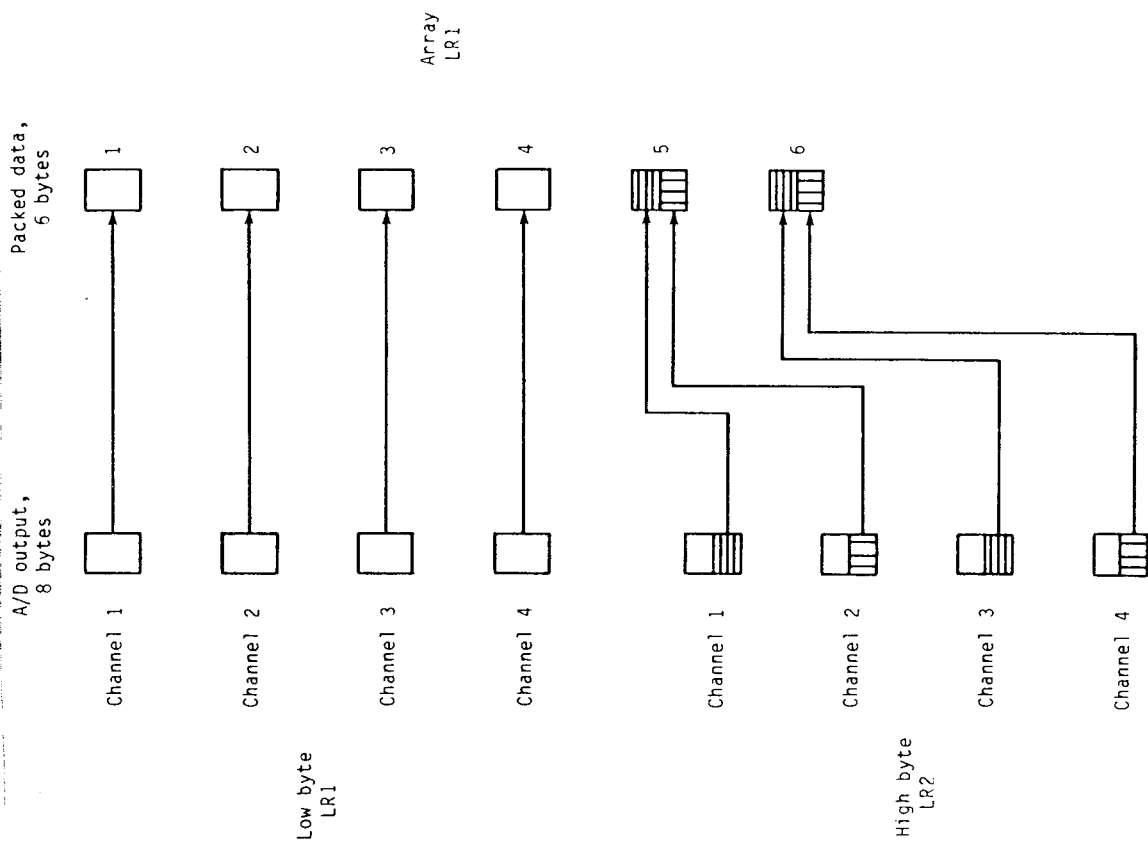 A/D output,
8 bytes
Packed data,
6 bytes
Low byte
LR1
Channel 1
1
Channel 2
2
Channel 3
3
Channel 4
4
Array
LR1
High byte
LR2
Channel 1
5
Channel 2
Channel 3
6
Channel 4